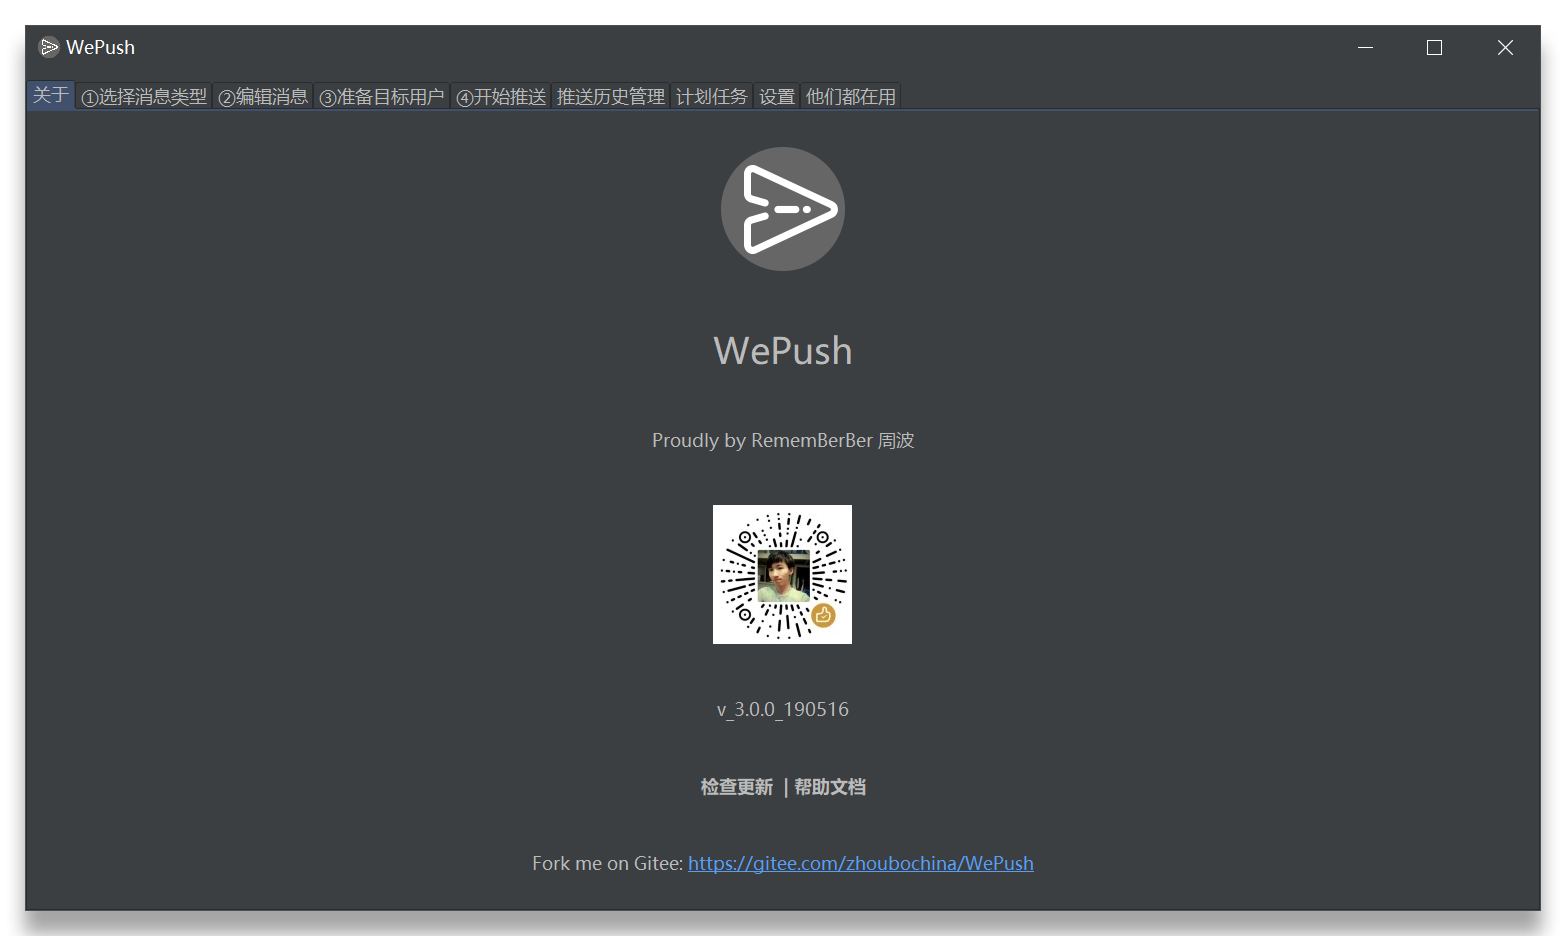 WePush
关于 ①选择消息类型 ②编辑消息 ③准备目标用户 ④开始推送 推送历史管理 计划任务 设置 他们都在用
WePush
Proudly by RememBerBer 周波
v_3.0.0_190516
检查更新 | 帮助文档
Fork me on Gitee: https://gitee.com/zhoubochina/WePush